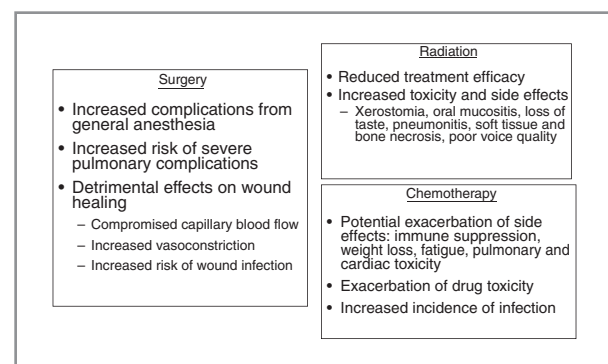 Surgery
• Increased complications from
general anesthesia
• Increased risk of severe
pulmonary complications
• Detrimental effects on wound
healing
– Compromised capillary blood flow
– Increased vasoconstriction
– Increased risk of wound infection
Radiation
• Reduced treatment efficacy
• Increased toxicity and side effects
– Xerostomia, oral mucositis, loss of
taste, pneumonitis, soft tissue and
bone necrosis, poor voice quality
Chemotherapy
• Potential exacerbation of side
effects: immune suppression,
weight loss, fatigue, pulmonary and
cardiac toxicity
• Exacerbation of drug toxicity
• Increased incidence of infection